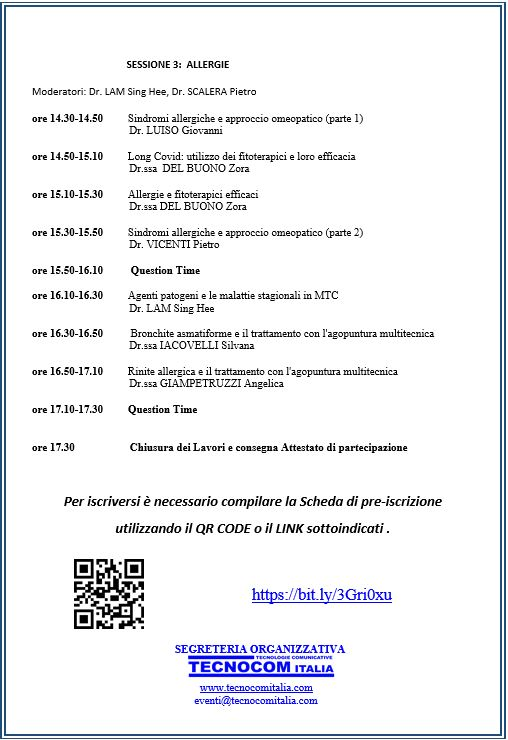 SESSIONE 3: ALLERGIE
Moderatori: Dr. LAM Sing Hee, Dr. SCALERA Pietro
ore 14.30-14.50 Sindromi allergiche e approccio omeopatico (parte 1)
Dr. LUISO Giovanni
ore 14.50-15.10 Long Covid: utilizzo dei fitoterapici e loro efficacia
Dr.ssa DEL BUONO Zora
ore 15.10-15.30 Allergie e fitoterapici efficaci
Dr.ssa DEL BUONO Zora
ore 15.30-15.50 Sindromi allergiche e approccio omeopatico (parte 2)
Dr. VICENTI Pietro
ore 15.50-16.10 Question Time
ore 16.10-16.30 Agenti patogeni e le malattie stagionali in MTC
Dr. LAM Sing Hee
ore 16.30-16.50 Bronchite asmatiforme e il trattamento con l'agopuntura multitecnica
Dr.ssa IACOVELLI Silvana
ore 16.50-17.10 Rinite allergica e il trattamento con l'agopuntura multitecnica
Dr.ssa GIAMPETRUZZI Angelica
ore 17.10-17.30 Question Time
ore 17.30 Chiusura dei Lavori e consegna Attestato di partecipazione
Per iscriversi è necessario compilare la Scheda di pre-iscrizione
utilizzando il QR CODE o il LINK sottoindicati .
https://bit.ly/3Gri0xu
SEGRETERIA ORGANIZZATIVA
TECNOLOGIE COMUNICATIVE
TECNOCOM ITALIA
www.tecnocomitalia.com
eventi@tecnocomitalia.com